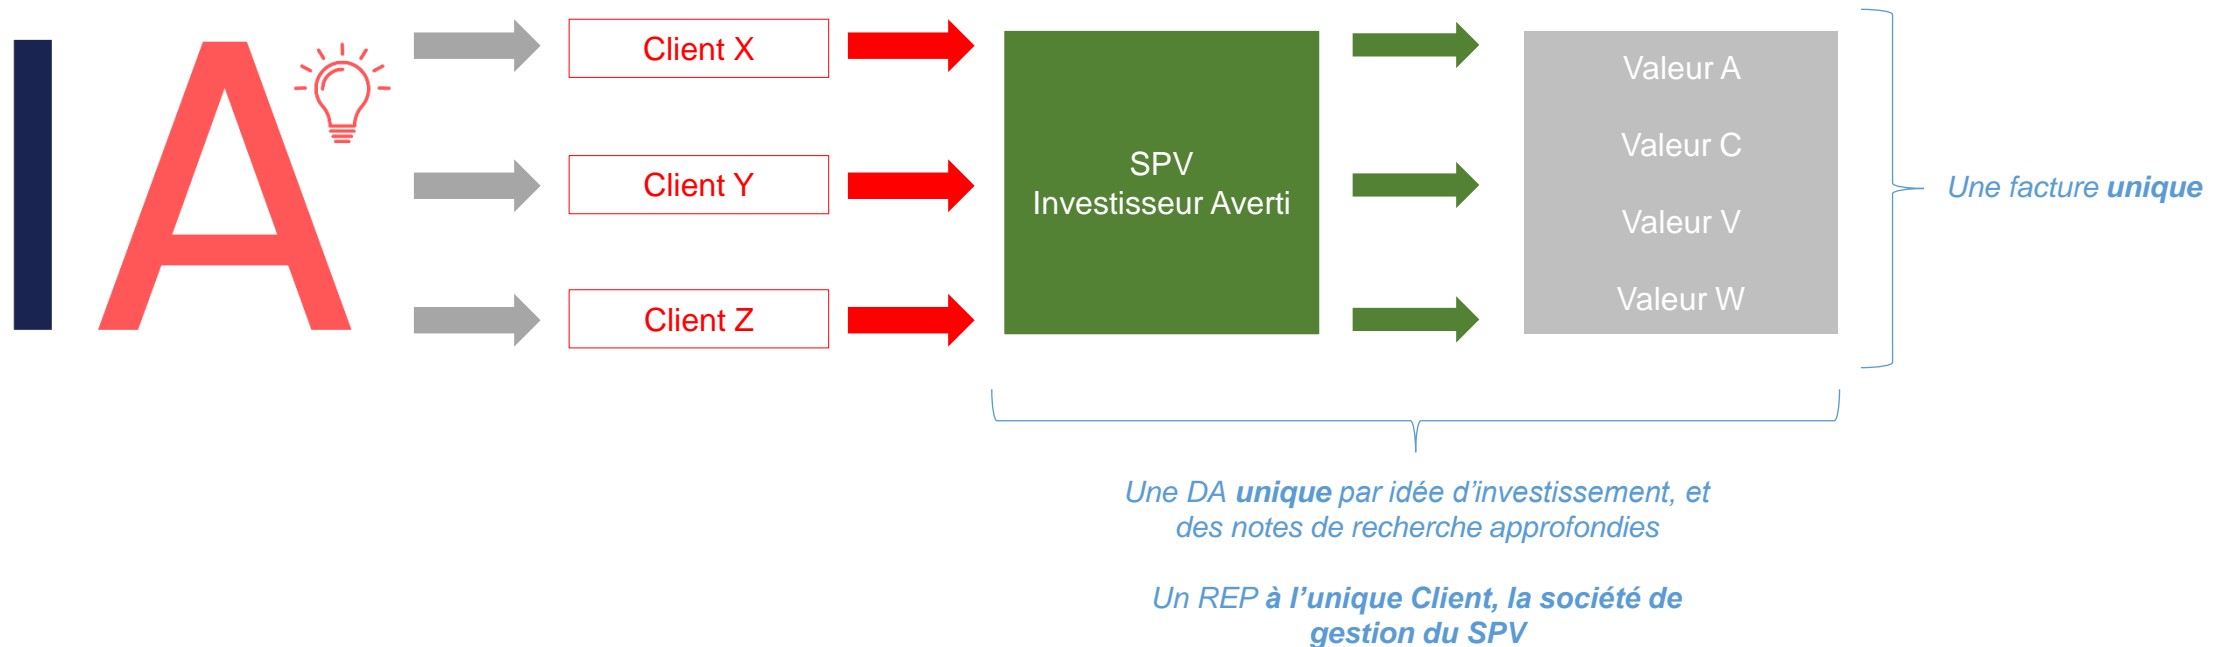 IA
Client X
Client Y
Client Z
SPV
Investisseur Averti
Valeur A
Valeur C
Valeur V
Valeur W
Une facture unique
Une DA unique par idée d’investissement, et
des notes de recherche approfondies
Un REP à l’unique Client, la société de
gestion du SPV